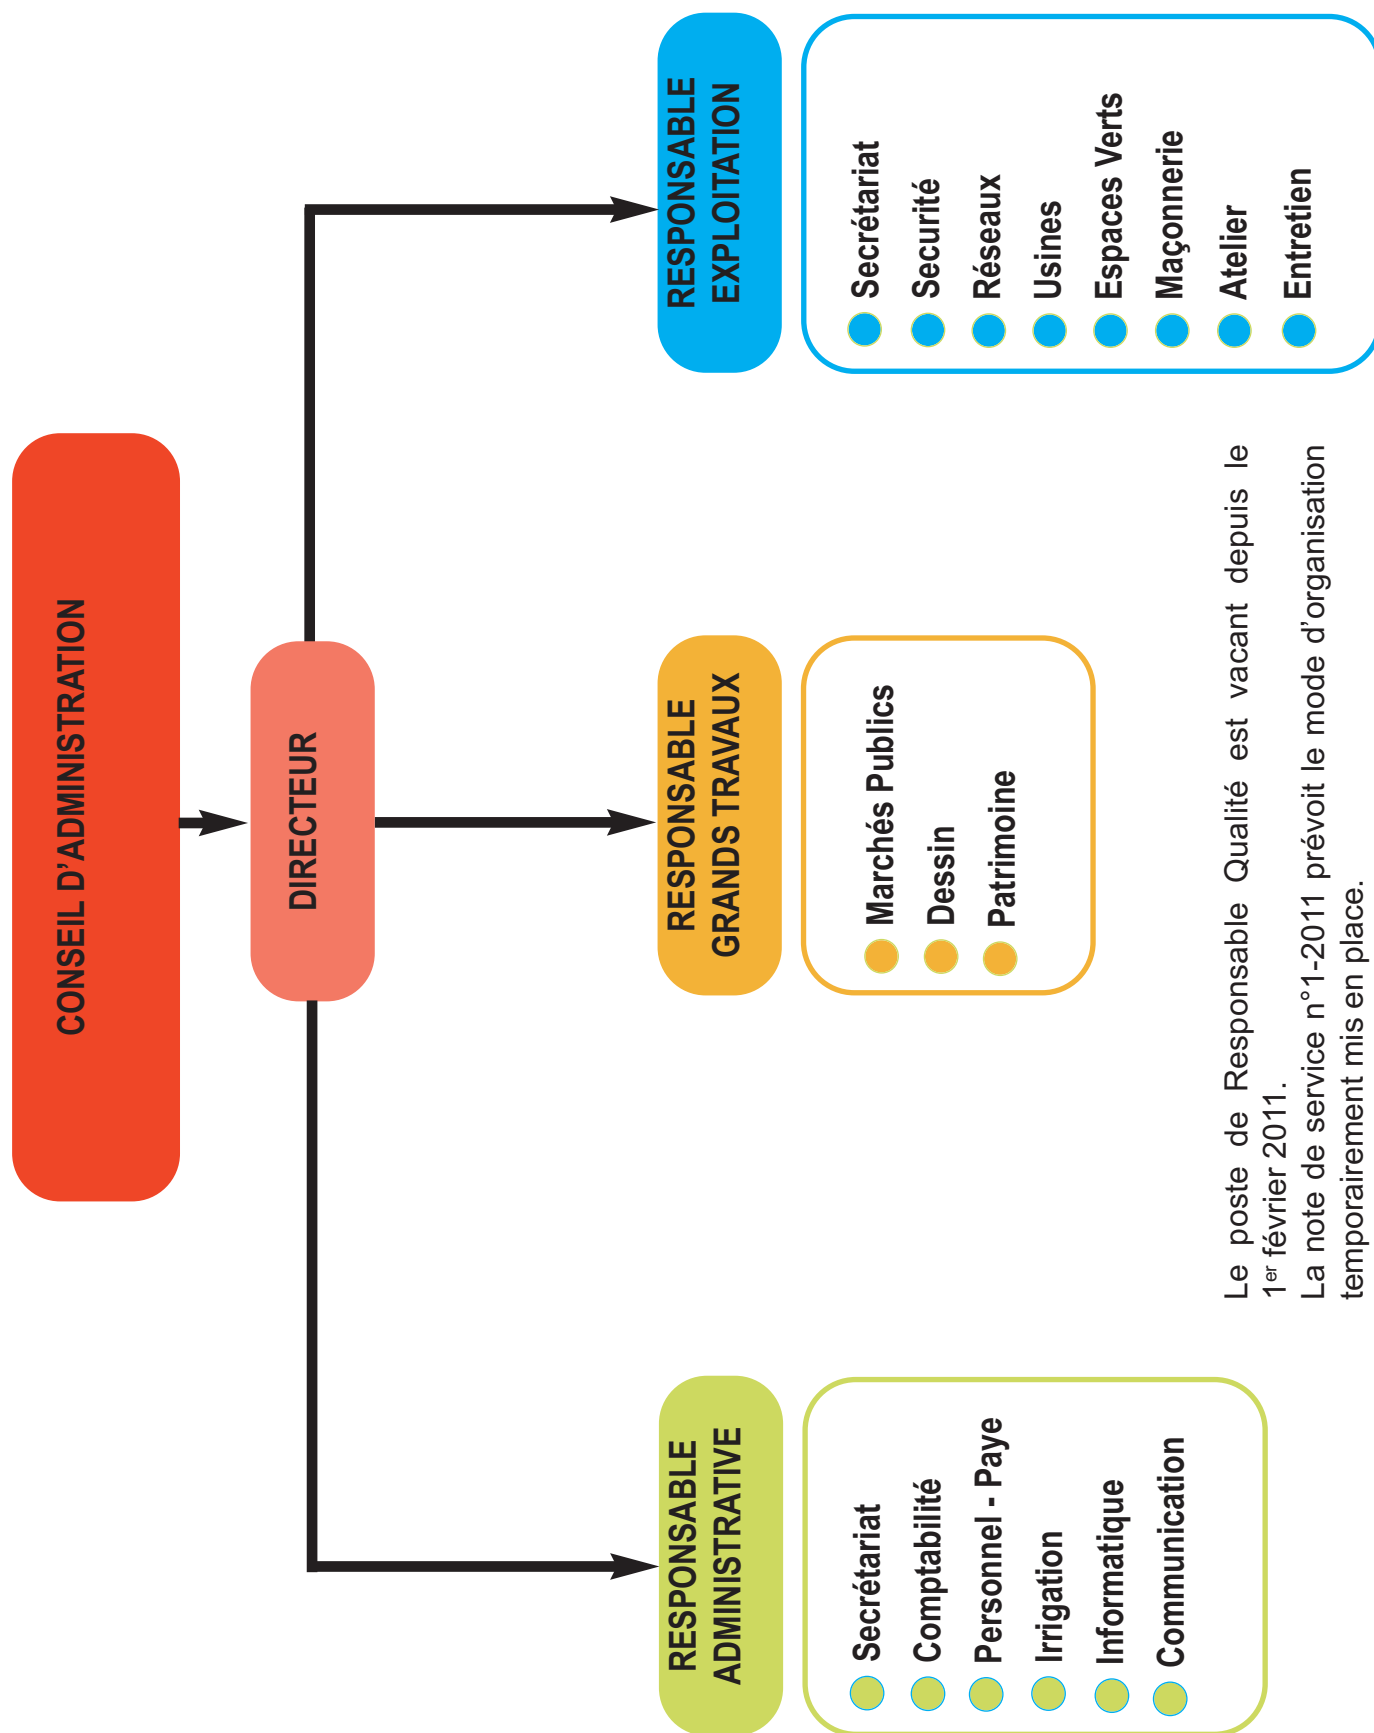 CONSEIL D’ADMINISTRATION
DIRECTEUR
RESPONSABLE
ADMINISTRATIVE
Secrétariat
Comptabilité
Personnel - Paye
Irrigation
Informatique
Communication
RESPONSABLE
GRANDS TRAVAUX
Marchés Publics
Dessin
Patrimoine
RESPONSABLE
EXPLOITATION
Secrétariat
Securité
Réseaux
Usines
Espaces Verts
Maçonnerie
Atelier
Entretien
Le poste de Responsable Qualité est vacant depuis le
1er février 2011.
La note de service n°1-2011 prévoit le mode d’organisation
temporairement mis en place.